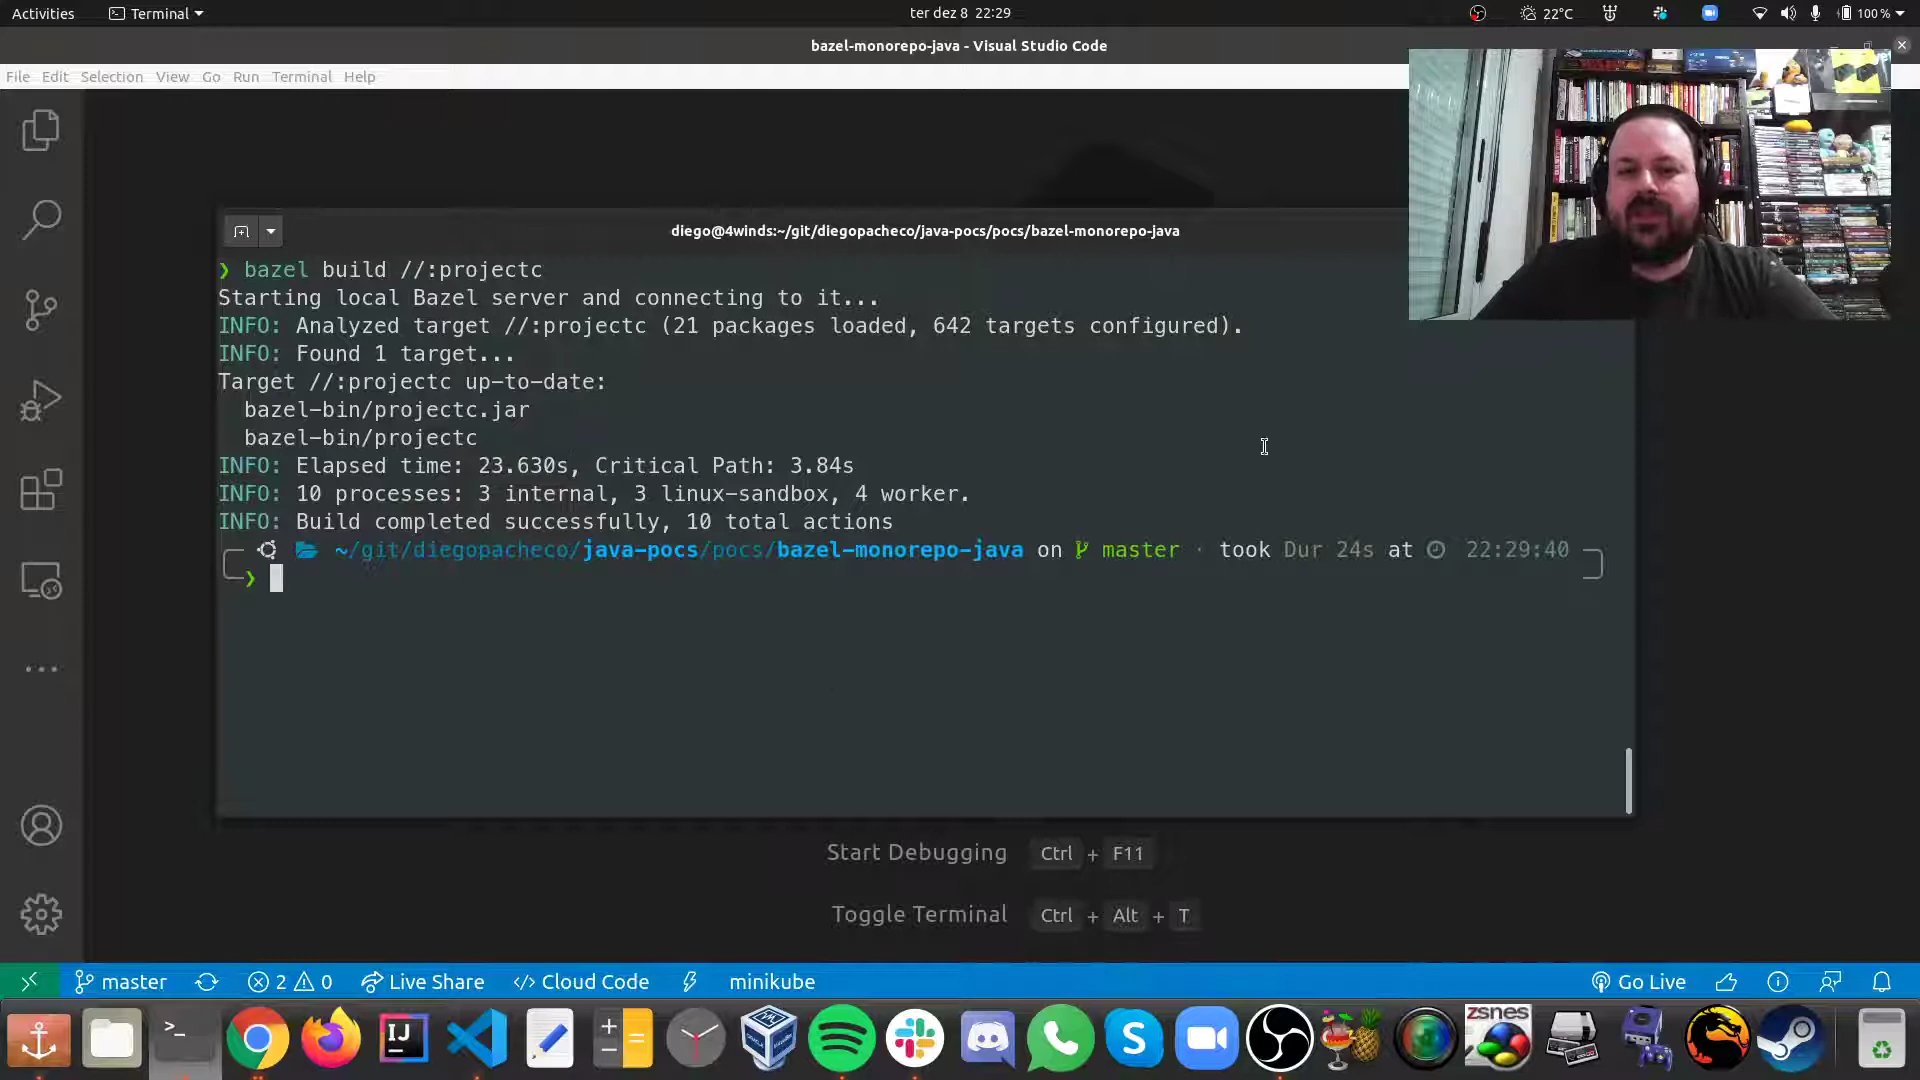 Activities
Terminal
ter dez 8 22:29
22°C
100 %
bazel-monorepo-java - Visual Studio Code
File Edit Selection View Go Run Terminal Help
diego@4winds:~/git/diegopacheco/java-pocs/pocs/bazel-monorepo-java
❯ bazel build //:projectc
Starting local Bazel server and connecting to it...
INFO: Analyzed target //:projectc (21 packages loaded, 642 targets configured).
INFO: Found 1 target...
Target //:projectc up-to-date:
bazel-bin/projectc.jar
bazel-bin/projectc
INFO: Elapsed time: 23.630s, Critical Path: 3.84s
INFO: 10 processes: 3 internal, 3 linux-sandbox, 4 worker.
INFO: Build completed successfully, 10 total actions
~/git/diegopacheco/java-pocs/pocs/bazel-monorepo-java on master · took Dur 24s at 22:29:40
❯
Start Debugging Ctrl + F11
Toggle Terminal Ctrl + Alt + T
master
2 0
Live Share
Cloud Code
minikube
Go Live
IJ
zsnes